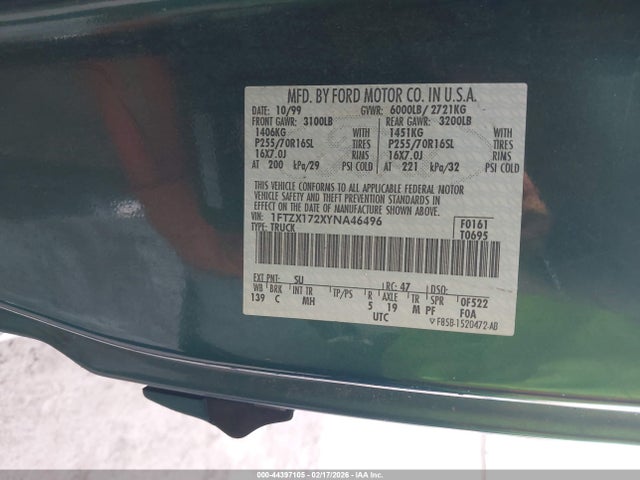 MFD. BY FORD MOTOR CO. IN U.S.A.
DATE: 10/99 GVWR: 6000LB/ 2721KG
FRONT GAWR: 3100LB REAR GAWR: 3200LB
1406KG WITH 1451KG WITH
P255/70R16SL TIRES P255/70R16SL TIRES
16X7.0J RIMS 16X7.0J RIMS
AT 200 kPa/29 PSI COLD AT 221 kPa/32 PSI COLD
THIS VEHICLE CONFORMS TO ALL APPLICABLE FEDERAL MOTOR
VEHICLE SAFETY AND BUMPER STANDARDS IN
EFFECT ON THE DATE OF MANUFACTURE SHOWN ABOVE.
VIN: 1FTZX172XYNA46496 F0161
TYPE: TRUCK T0695
EXT PNT: SU RC: 47 DSO:
WB BRK INT TR TP/PS R AXLE TR SPR 0F522
139 C MH 5 19 M PF F0A
UTC F85B-1520472-AB
000-44397105 - 02/17/2026 - IAAI.CA